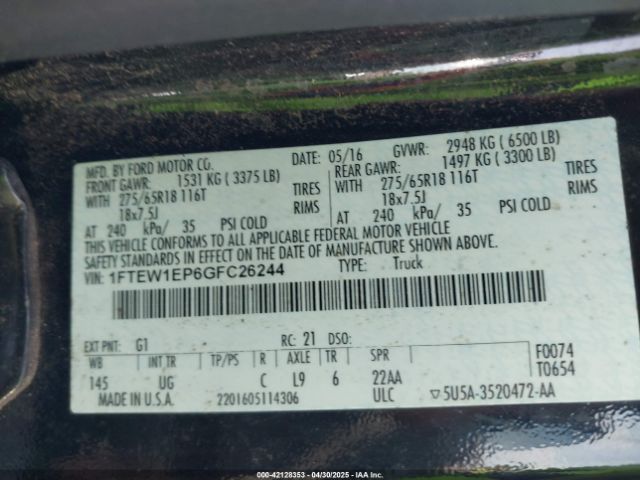 MFD. BY FORD MOTOR CO.
DATE: 05/16 GVWR: 2948 KG ( 6500 LB)
FRONT GAWR: 1531 KG ( 3375 LB)
REAR GAWR: 1497 KG ( 3300 LB)
WITH 275/65R18 116T TIRES
WITH 275/65R18 116T TIRES
18x7.5J RIMS
18x7.5J RIMS
AT 240 kPa/ 35 PSI COLD
AT 240 kPa/ 35 PSI COLD
THIS VEHICLE CONFORMS TO ALL APPLICABLE FEDERAL MOTOR VEHICLE
SAFETY STANDARDS IN EFFECT ON THE DATE OF MANUFACTURE SHOWN ABOVE.
VIN: 1FTEW1EP6GFC26244 TYPE: Truck
EXT PNT: G1 RC: 21 DSO:
WB INT TR TP/PS R AXLE TR SPR
145 UG C L9 6 22AA
F0074
T0654
MADE IN U.S.A. 2201605114306 ULC ▽5U5A-3520472-AA
000-42128353 - 04/30/2025 - IAA Inc.